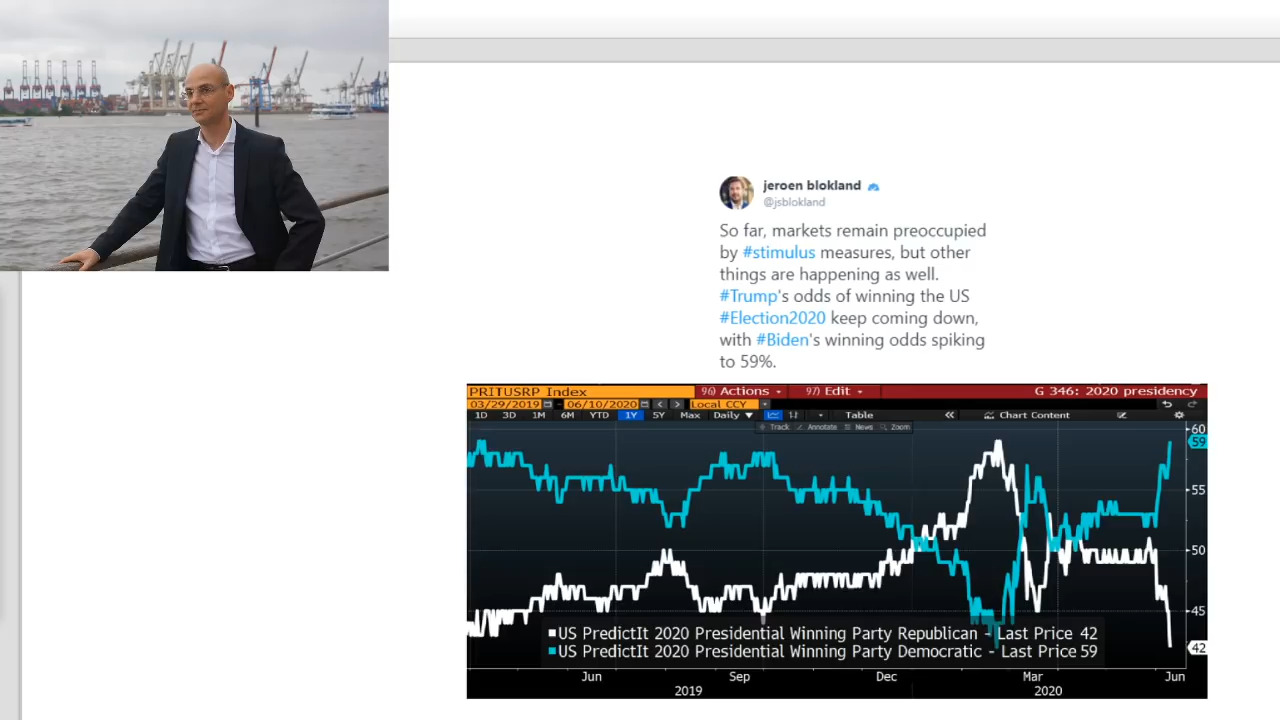 jeroen blokland
@jsblokland
So far, markets remain preoccupied
by #stimulus measures, but other
things are happening as well.
#Trump's odds of winning the US
#Election2020 keep coming down,
with #Biden's winning odds spiking
to 59%.
PRITUSRP Index 96) Actions 97) Edit G 346: 2020 presidency
03/29/2019 - 06/10/2020 Local CCY
1D 3D 1M 6M YTD 1Y 5Y Max Daily ▼ Table « Chart Content
Track Annotate News Zoom
60
59
55
50
45
US PredictIt 2020 Presidential Winning Party Republican - Last Price 42
US PredictIt 2020 Presidential Winning Party Democratic - Last Price 59
42
Jun Sep Dec Mar Jun
2019 2020